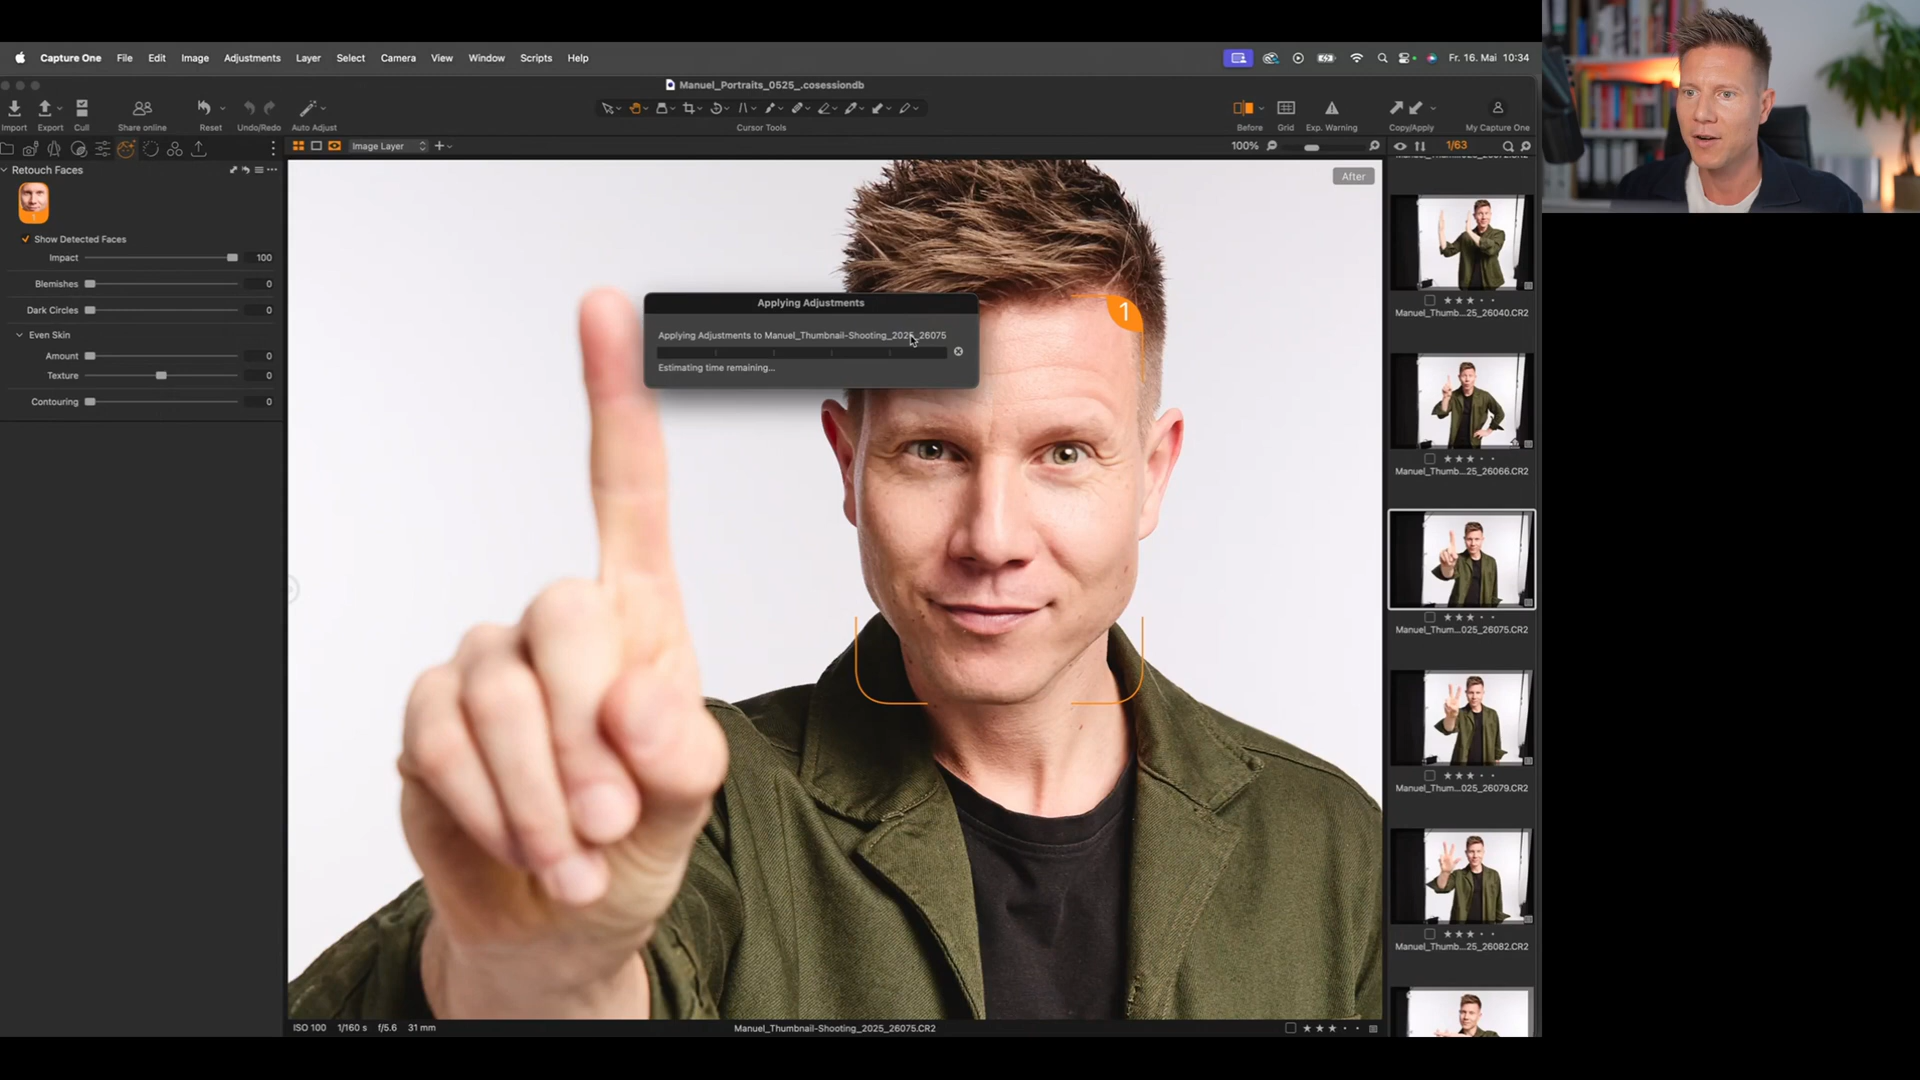 Capture One File Edit Image Adjustments Layer Select Camera View Window Scripts Help
Fr. 16. Mai 10:34
Manuel_Portraits_0525_.cosessiondb
Import Export Cull Share online Reset Undo/Redo Auto Adjust
Cursor Tools
Before Grid Exp. Warning Copy/Apply My Capture One
Image Layer
100%
1/63
Retouch Faces
1
Show Detected Faces
Impact 100
Blemishes 0
Dark Circles 0
Even Skin
Amount 0
Texture 0
Contouring 0
After
1
Applying Adjustments
Applying Adjustments to Manuel_Thumbnail-Shooting_2025_26075
Estimating time remaining...
ISO 100 1/160 s f/5.6 31 mm
Manuel_Thumbnail-Shooting_2025_26075.CR2
Manuel_Thumb...25_26040.CR2
Manuel_Thumb...25_26066.CR2
Manuel_Thum...025_26075.CR2
Manuel_Thum...025_26079.CR2
Manuel_Thumb...25_26082.CR2